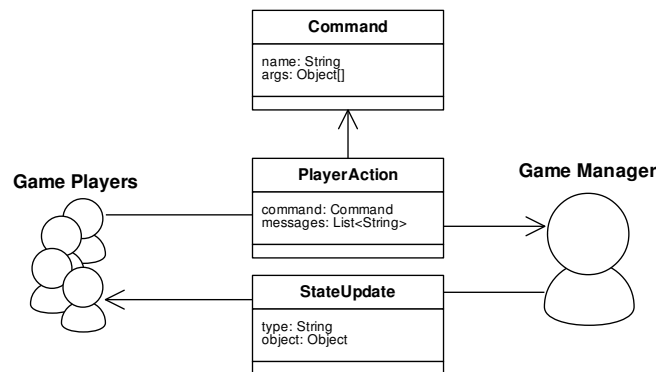 Command
name: String
args: Object[]
Game Players
PlayerAction
Game Manager
command: Command
messages: List<String>
StateUpdate
type: String
object: Object